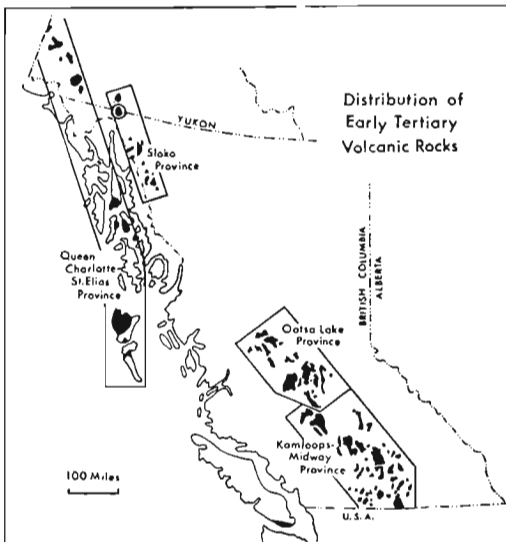 Distribution of
Early Tertiary
Volcanic Rocks
YUKON
Sloko
Province
Queen
Charlotte-
St. Elias
Province
BRITISH COLUMBIA
ALBERTA
Ootsa Lake
Province
Kamloops-
Midway
Province
100 Miles
U.S.A.